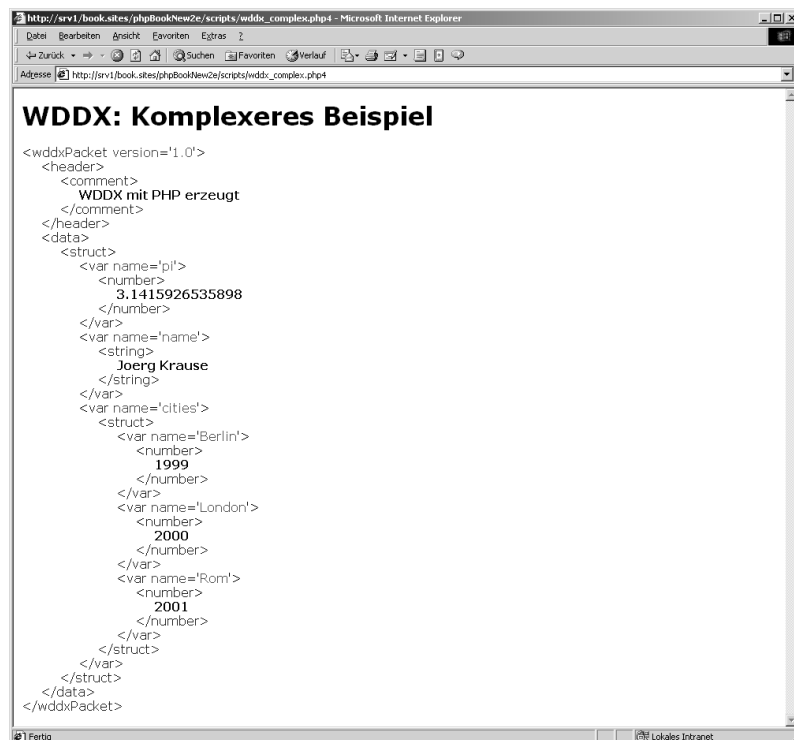 http://srv1/book.sites/phpBookNew2e/scripts/wddx_complex.php4 - Microsoft Internet Explorer
Datei Bearbeiten Ansicht Favoriten Extras ?
Zurück Suchen Favoriten Verlauf
Adresse http://srv1/book.sites/phpBookNew2e/scripts/wddx_complex.php4
WDDX: Komplexeres Beispiel
<wddxPacket version='1.0'>
<header>
<comment>
WDDX mit PHP erzeugt
</comment>
</header>
<data>
<struct>
<var name='pi'>
<number>
3.1415926535898
</number>
</var>
<var name='name'>
<string>
Joerg Krause
</string>
</var>
<var name='cities'>
<struct>
<var name='Berlin'>
<number>
1999
</number>
</var>
<var name='London'>
<number>
2000
</number>
</var>
<var name='Rom'>
<number>
2001
</number>
</var>
</struct>
</var>
</struct>
</data>
</wddxPacket>
Fertig Lokales Intranet